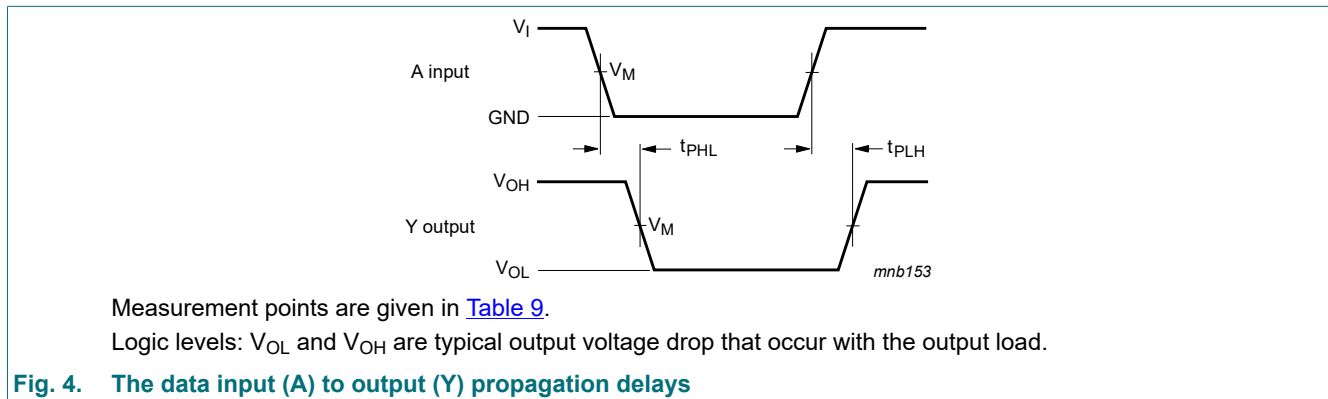 V_I
A input
V_M
GND
t_PHL
t_PLH
V_OH
Y output
V_M
V_OL
mnb153
Measurement points are given in Table 9.
Logic levels: V_OL and V_OH are typical output voltage drop that occur with the output load.
Fig. 4. The data input (A) to output (Y) propagation delays